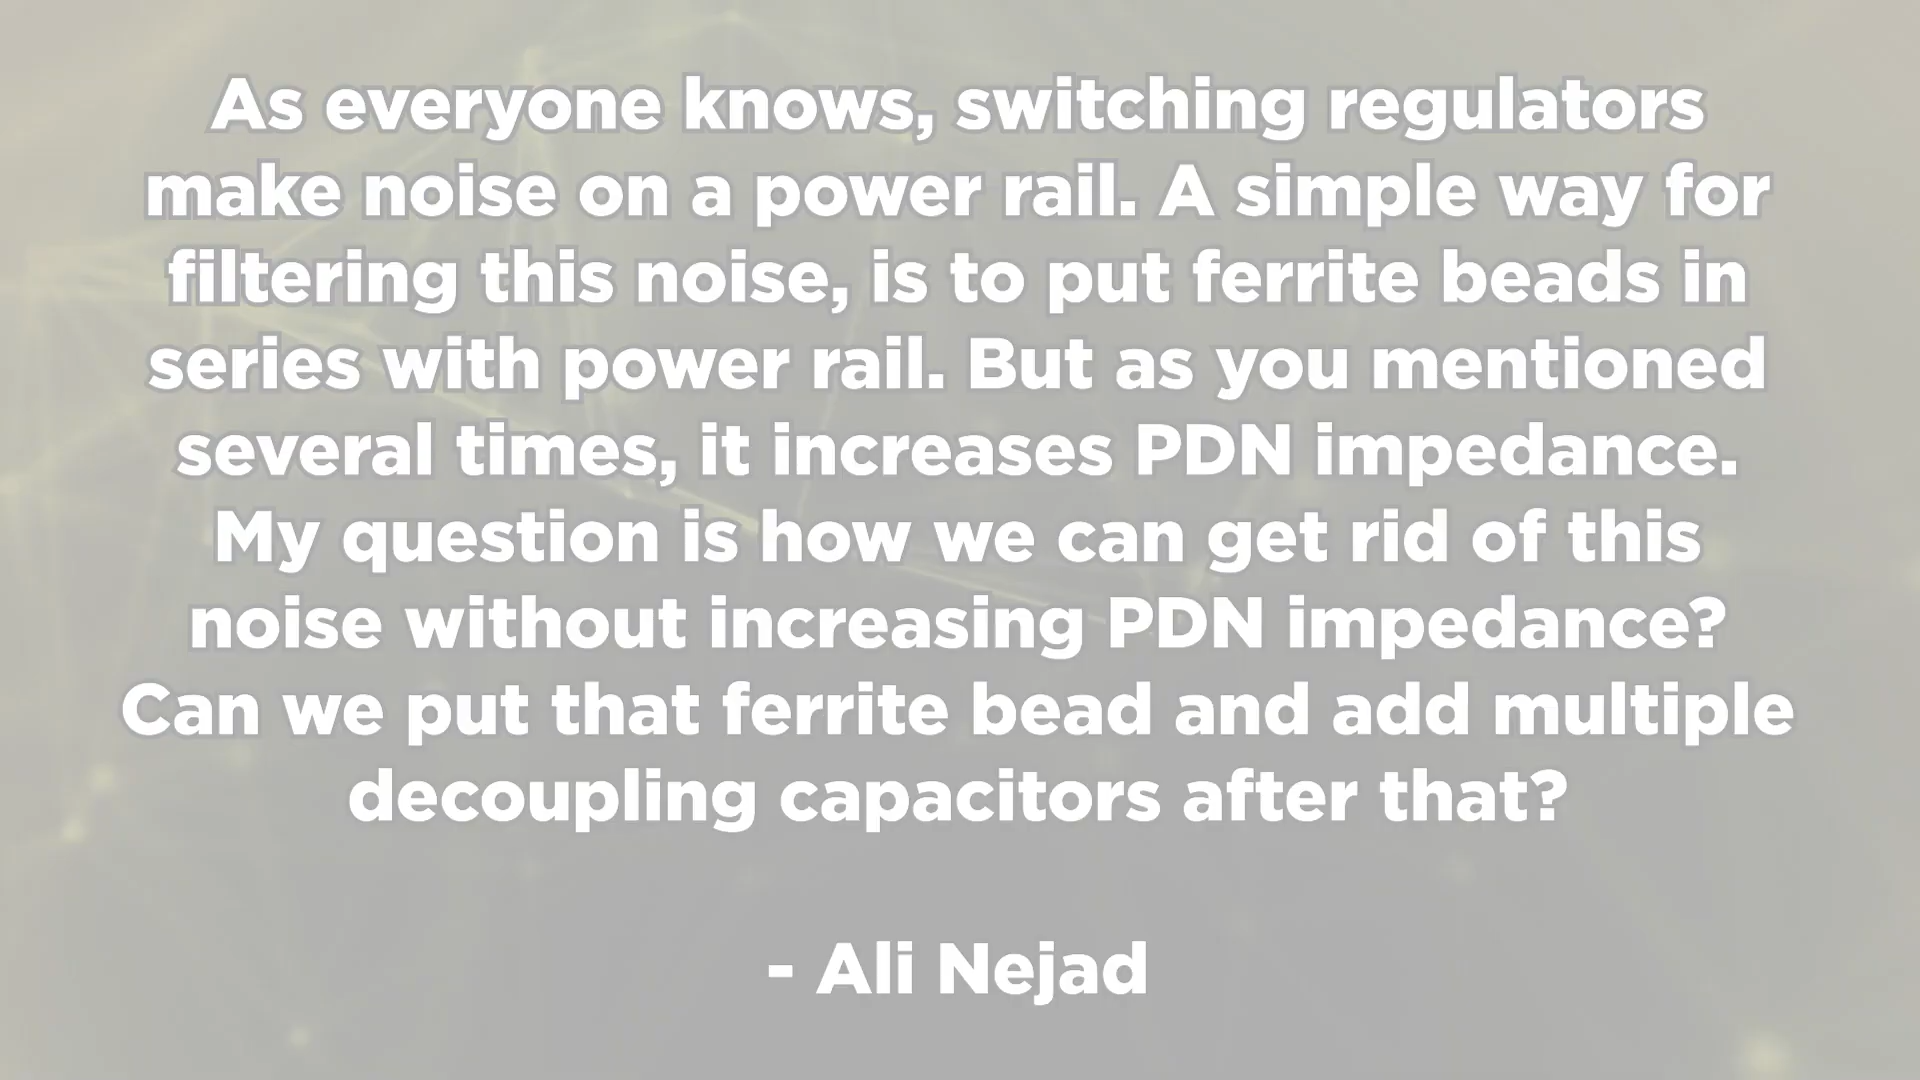 As everyone knows, switching regulators
make noise on a power rail. A simple way for
filtering this noise, is to put ferrite beads in
series with power rail. But as you mentioned
several times, it increases PDN impedance.
My question is how we can get rid of this
noise without increasing PDN impedance?
Can we put that ferrite bead and add multiple
decoupling capacitors after that?
- Ali Nejad